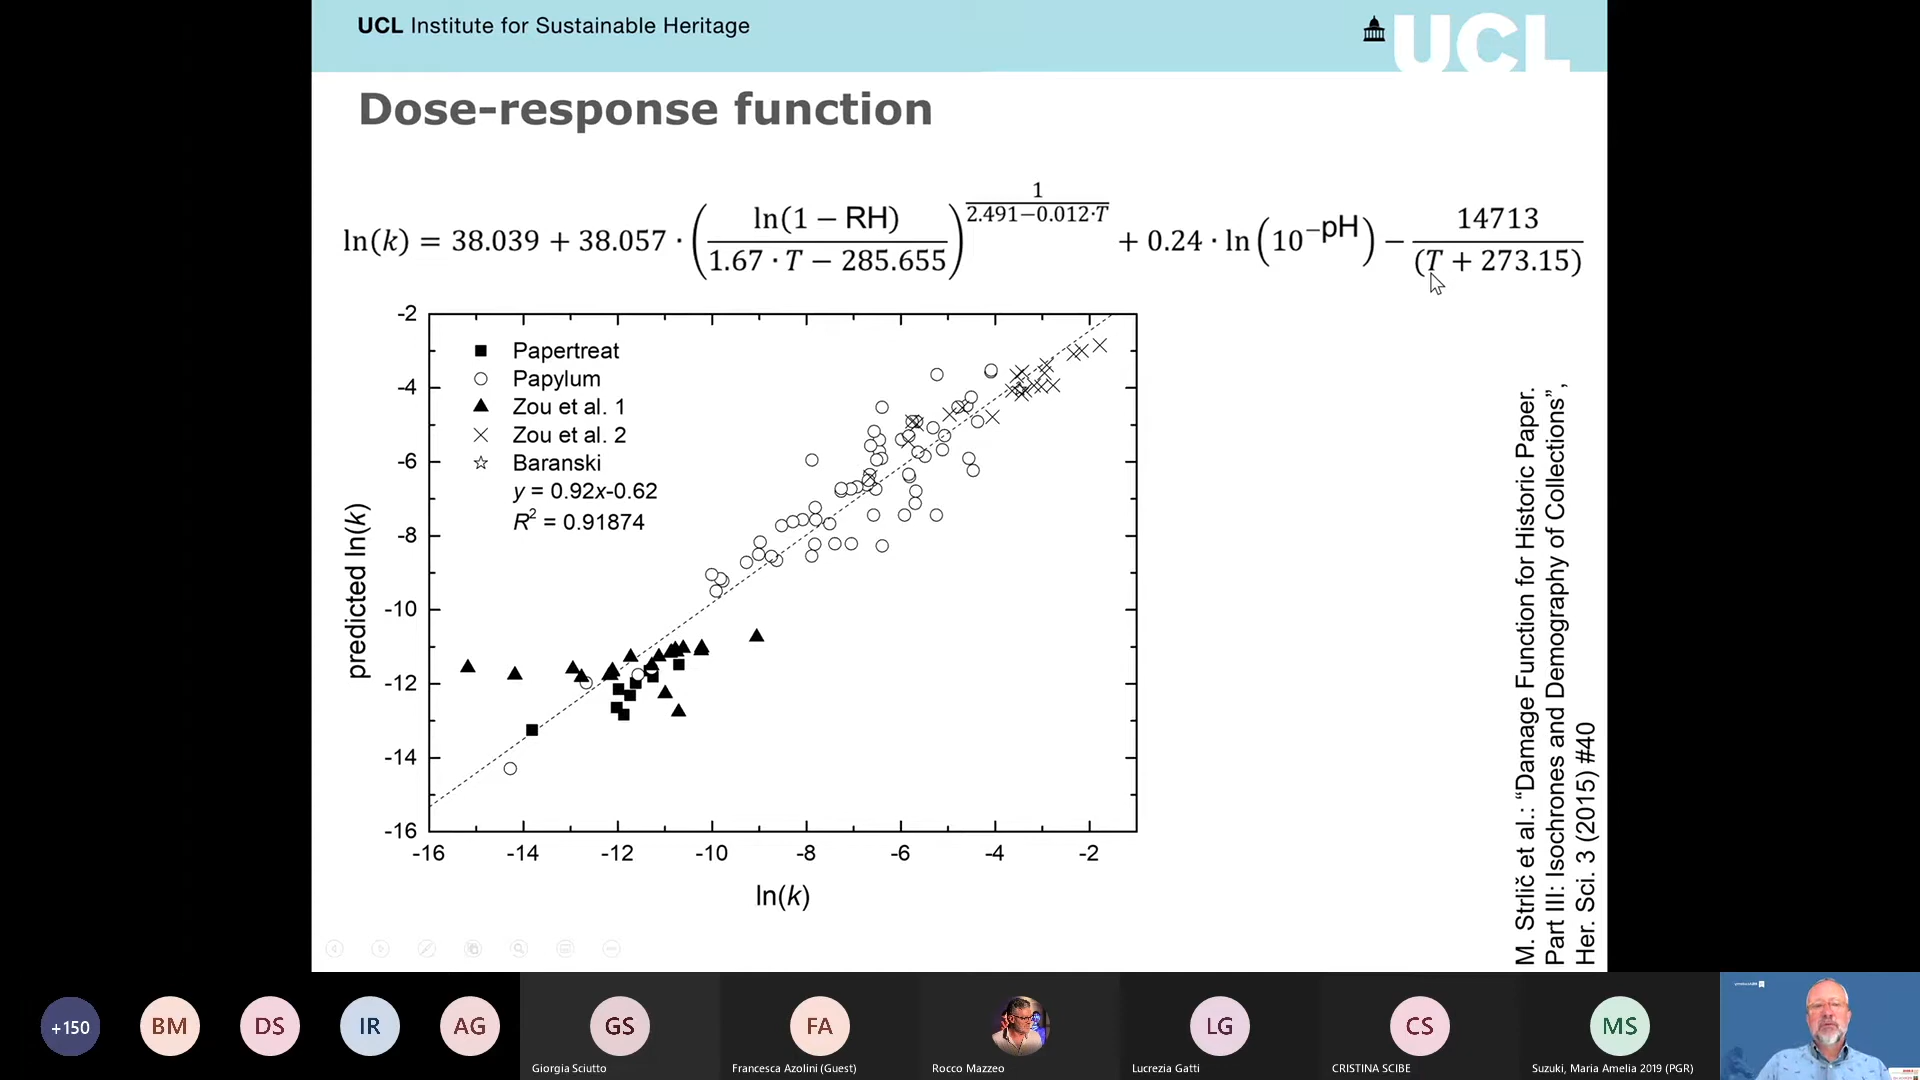 UCL Institute for Sustainable Heritage
UCL
Dose-response function
ln(k) = 38.039 + 38.057 · (ln(1 − RH) / (1.67 · T − 285.655))^(1/(2.491−0.012·T)) + 0.24 · ln(10^−pH) − 14713/(T + 273.15)
Papertreat
Papylum
Zou et al. 1
Zou et al. 2
Baranski
y = 0.92x-0.62
R² = 0.91874
predicted ln(k)
-2
-4
-6
-8
-10
-12
-14
-16
-16 -14 -12 -10 -8 -6 -4 -2
ln(k)
M. Strlič et al.: “Damage Function for Historic Paper.
Part III: Isochrones and Demography of Collections”,
Her. Sci. 3 (2015) #40
+150 BM DS IR AG GS FA LG CS MS
Giorgia Sciutto
Francesca Azolini (Guest)
Rocco Mazzeo
Lucrezia Gatti
CRISTINA SCIBE
Suzuki, Maria Amelia 2019 (PGR)